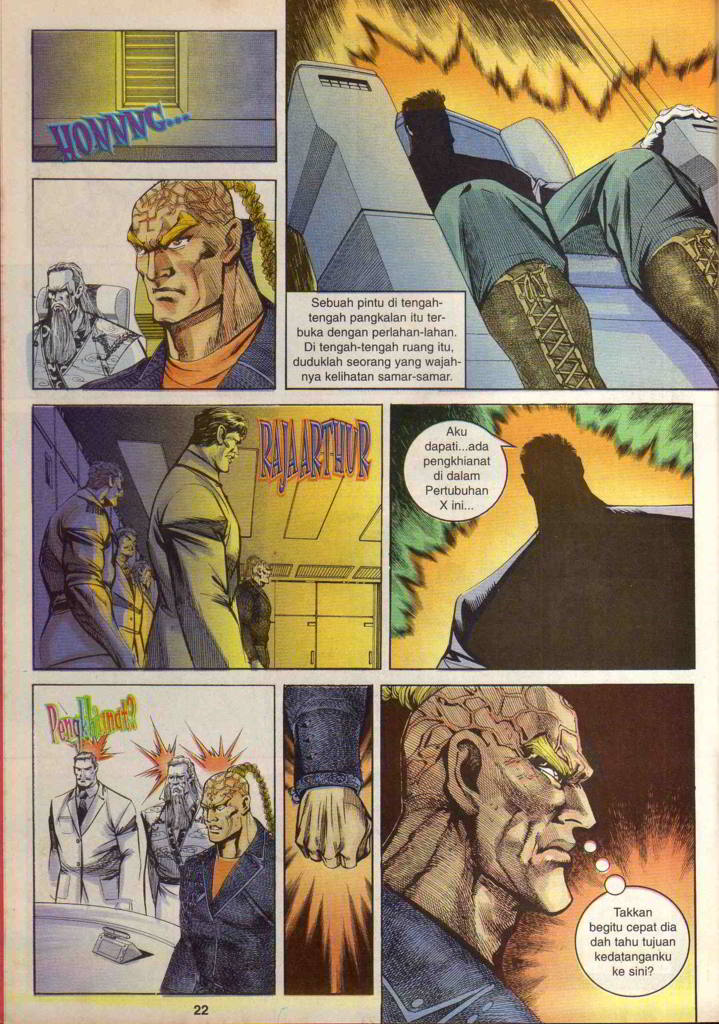 HONNNG...
Sebuah pintu di tengah-
tengah pangkalan itu ter-
buka dengan perlahan-lahan.
Di tengah-tengah ruang itu,
duduklah seorang yang wajah-
nya kelihatan samar-samar.
RAJA ARTHUR
Aku
dapati...ada
pengkhianat
di dalam
Pertubuhan
X ini...
Pengkhianat?
Takkan
begitu cepat dia
dah tahu tujuan
kedatanganku
ke sini?
22